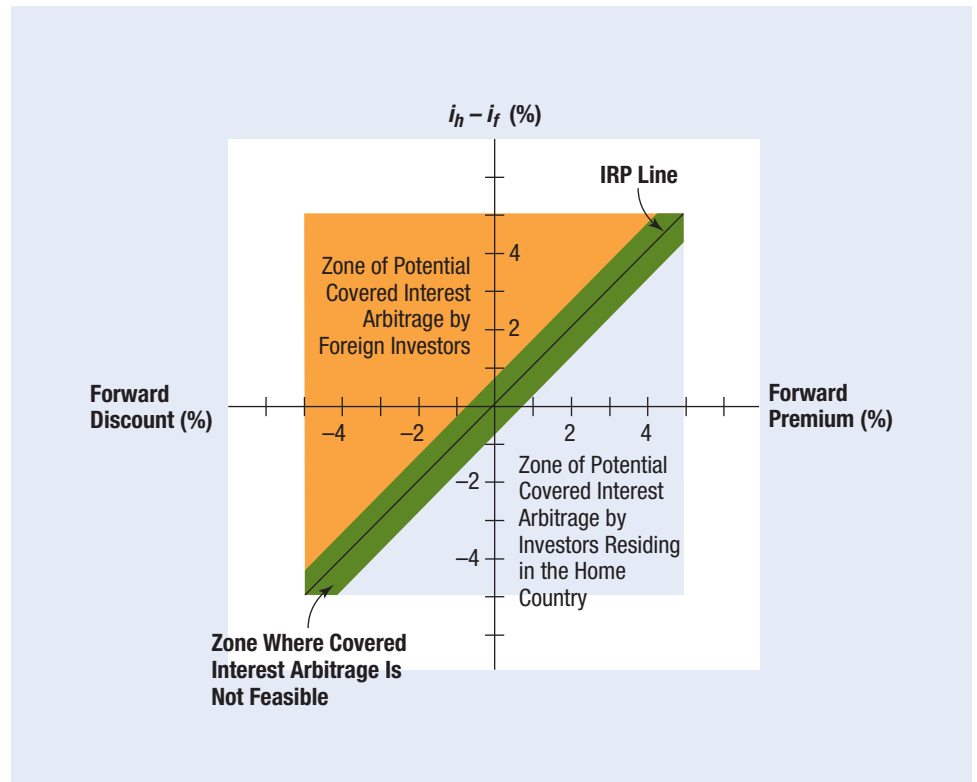 i_h – i_f (%)
IRP Line
Zone of Potential
Covered Interest
Arbitrage by
Foreign Investors
4
2
Forward
Discount (%)
Forward
Premium (%)
–4
–2
2
4
–2
–4
Zone of Potential
Covered Interest
Arbitrage by
Investors Residing
in the Home
Country
Zone Where Covered
Interest Arbitrage Is
Not Feasible